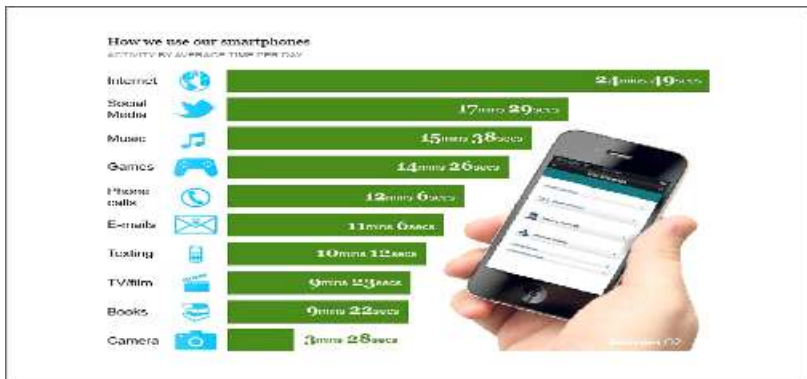 How we use our smartphones
ACTIVITY BY AVERAGE TIME PER DAY
Internet 24mins 49secs
Social
Media 17mins 29secs
Music 15mins 38secs
Games 14mins 26secs
Phone
calls 12mins 6secs
E-mails 11mins 6secs
Texting 10mins 12secs
TV/film 9mins 23secs
Books 9mins 22secs
Camera 3mins 28secs
O2